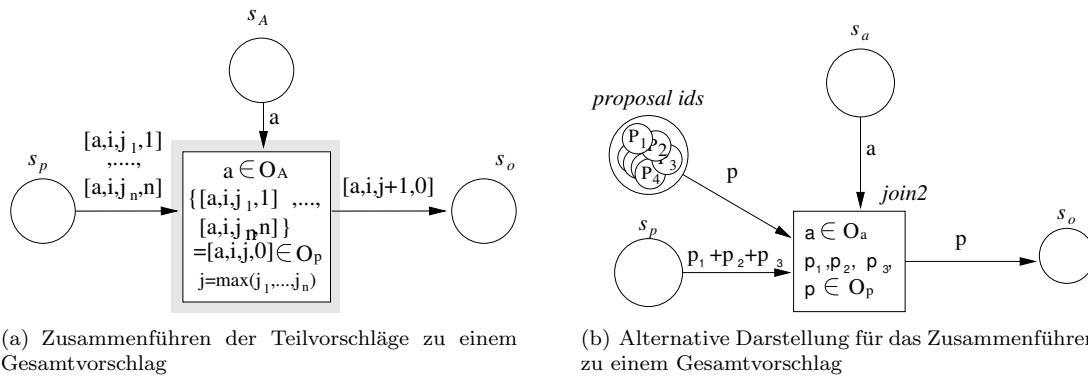 s_A
a
[a,i,j_1,1]
,....,
[a,i,j_n,n]
s_p
a ∈ O_A
{[a,i,j_1,1] ,...,
[a,i,j_n,n] }
=[a,i,j,0] ∈ O_p
j=max(j_1,...,j_n)
[a,i,j+1,0]
s_o
(a) Zusammenführen der Teilvorschläge zu einem
Gesamtvorschlag
s_a
a
proposal ids
P_1
P_2
P_3
P_4
p
join2
s_p
p_1+p_2+p_3
a ∈ O_a
p_1,p_2, p_3,
p ∈ O_p
p
s_o
(b) Alternative Darstellung für das Zusammenführen
zu einem Gesamtvorschlag